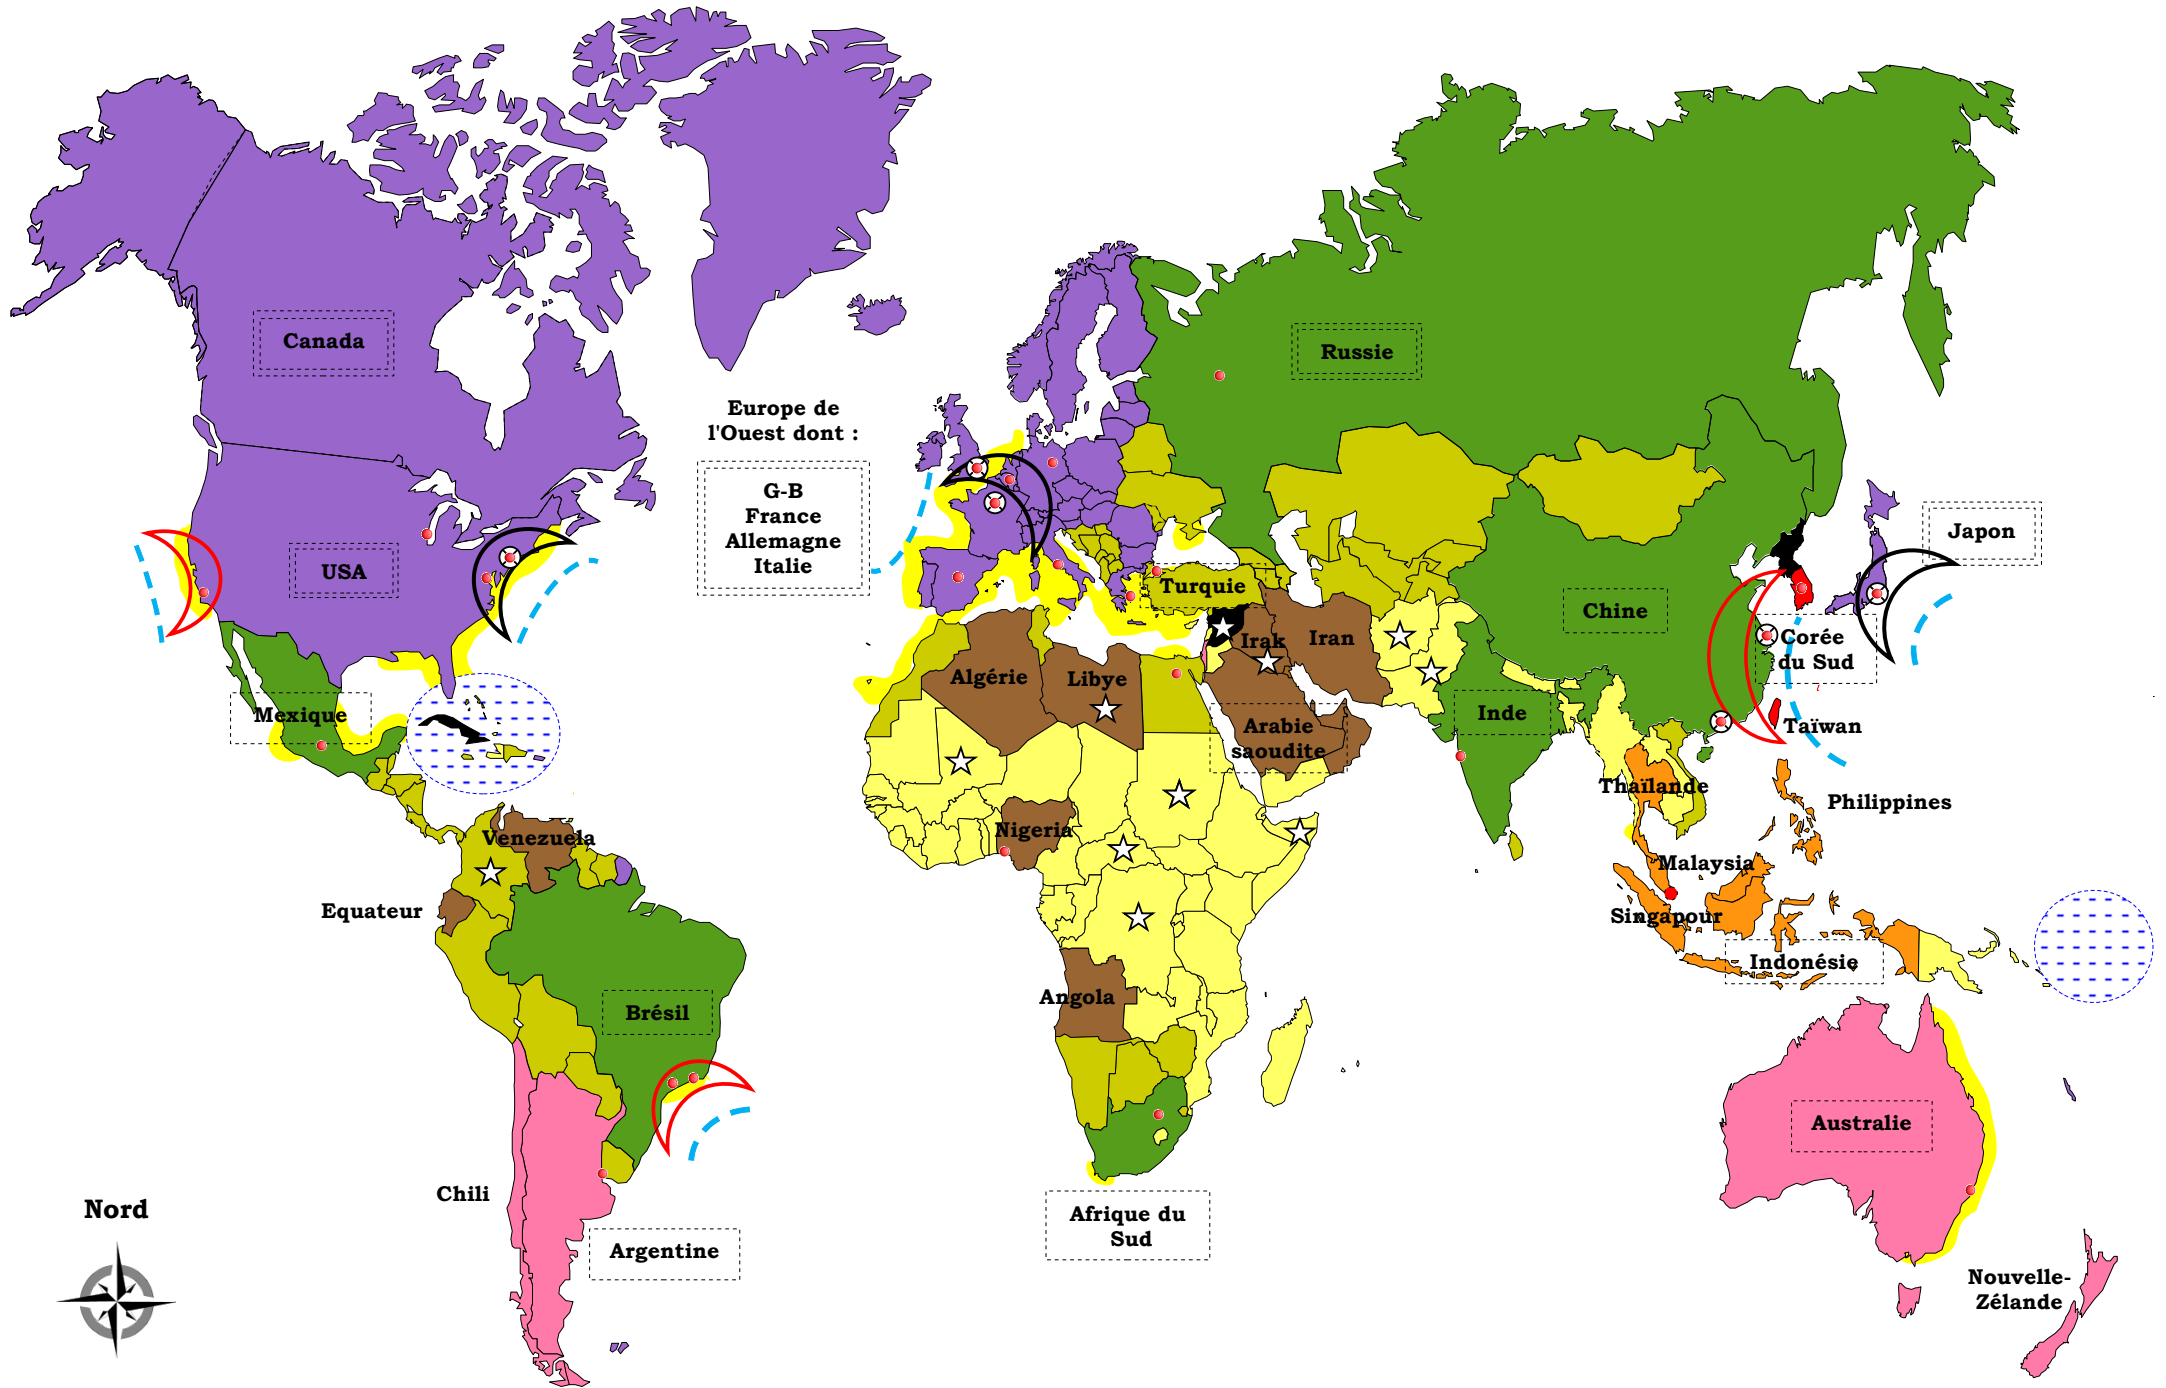 Canada
Russie
Europe de
l'Ouest dont :
G-B
France
Allemagne
Italie
Japon
USA
Turquie
Chine
Corée
du Sud
Irak
Iran
Algérie
Libye
Mexique
Inde
Arabie
saoudite
Taïwan
Thaïlande
Philippines
Venezuela
Nigeria
Malaysia
Equateur
Singapour
Indonésie
Angola
Brésil
Australie
Chili
Nord
Afrique du
Sud
Argentine
Nouvelle-
Zélande